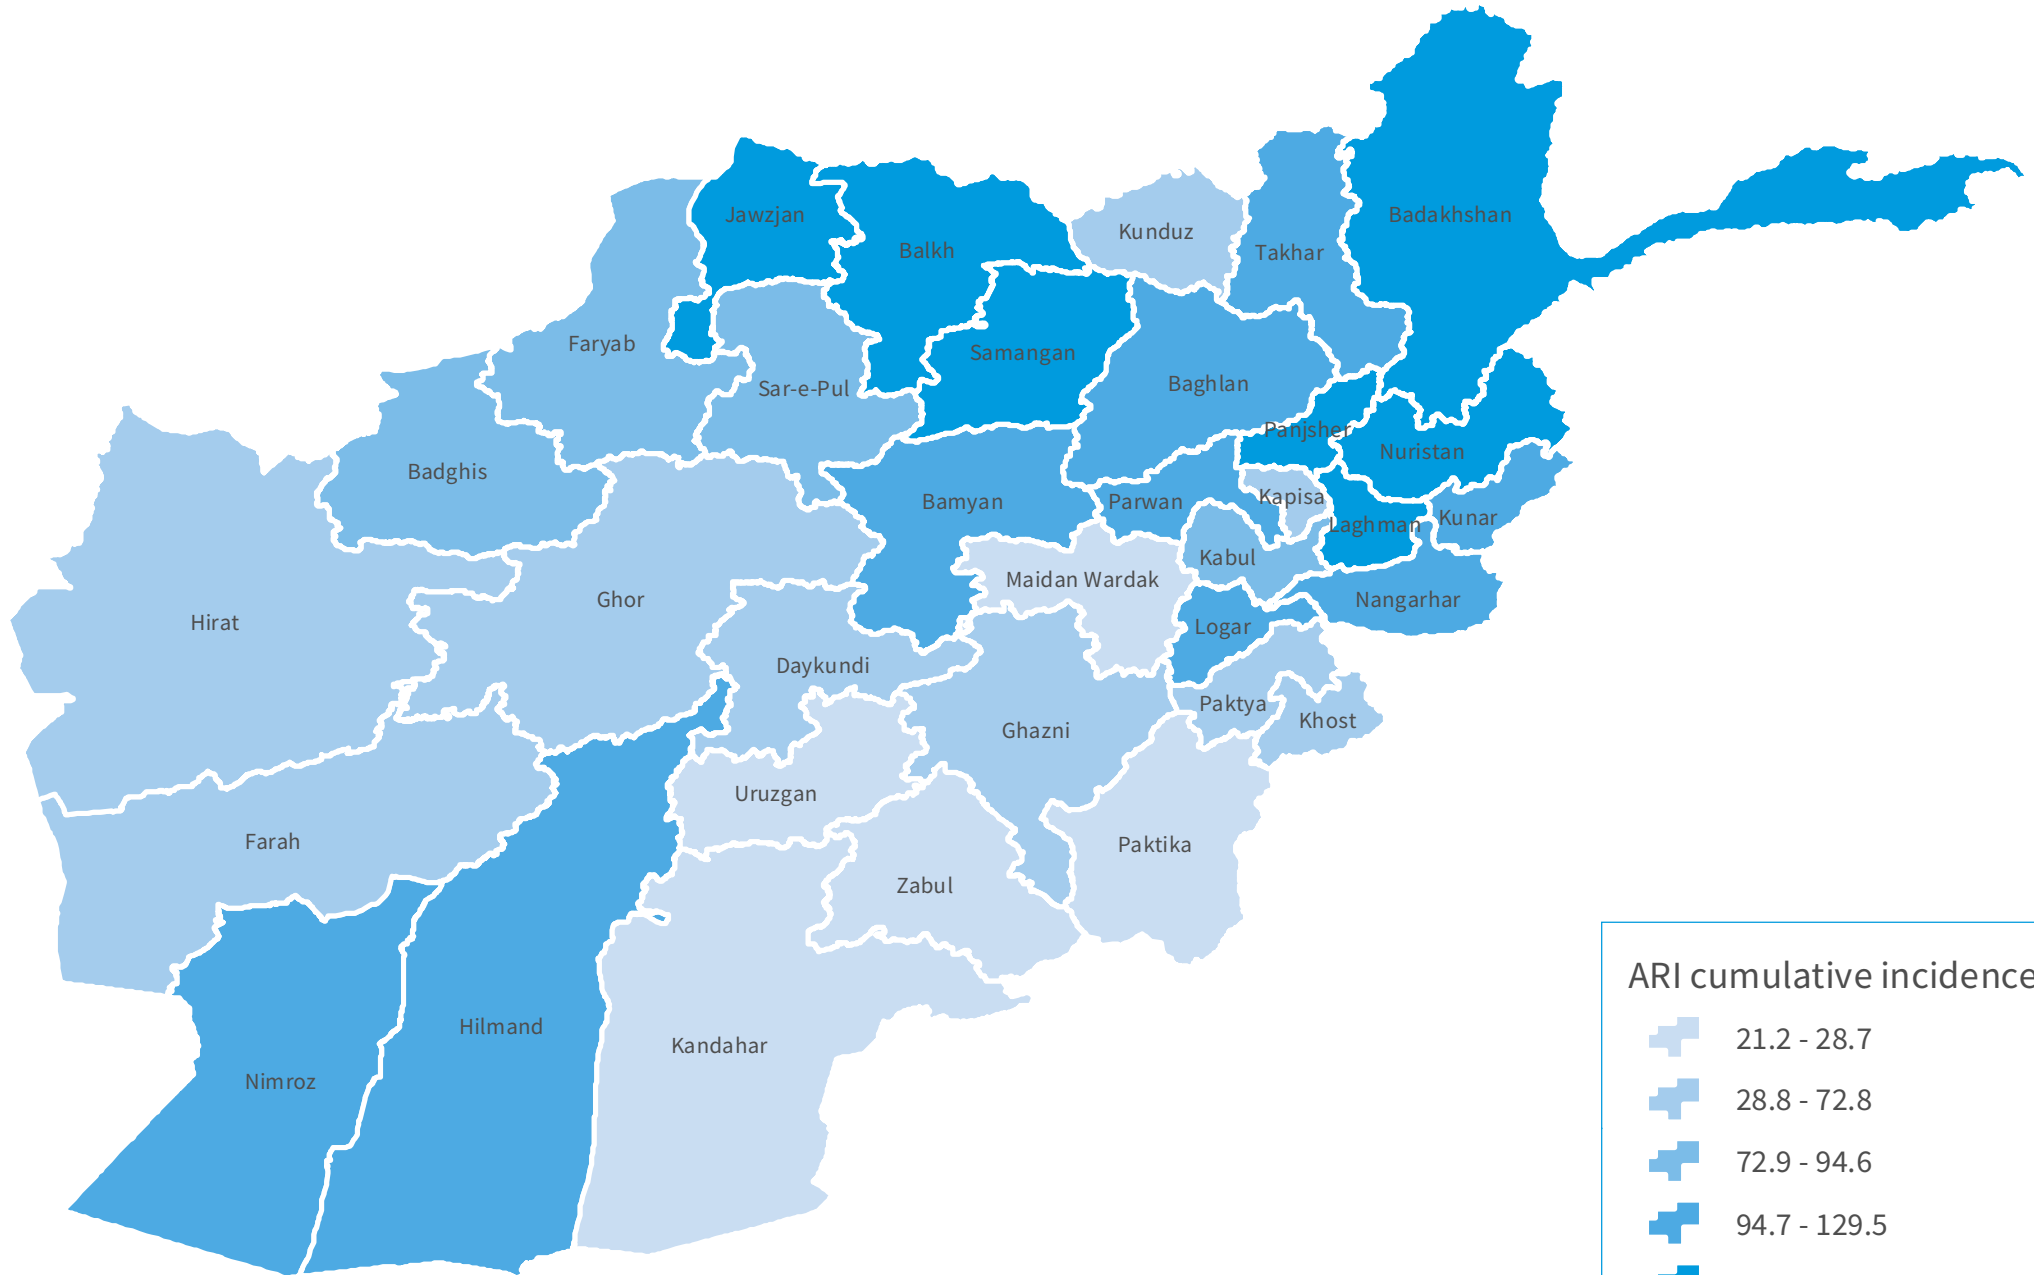 Jawzjan
Badakhshan
Kunduz
Balkh
Takhar
Faryab
Samangan
Baghlan
Sar-e-Pul
Panjsher
Nuristan
Badghis
Kapisa
Bamyan
Parwan
Kunar
Laghman
Kabul
Maidan Wardak
Ghor
Nangarhar
Hirat
Logar
Daykundi
Paktya
Khost
Ghazni
Uruzgan
Farah
Paktika
Zabul
Hilmand
Kandahar
Nimroz
ARI cumulative incidence
21.2 - 28.7
28.8 - 72.8
72.9 - 94.6
94.7 - 129.5